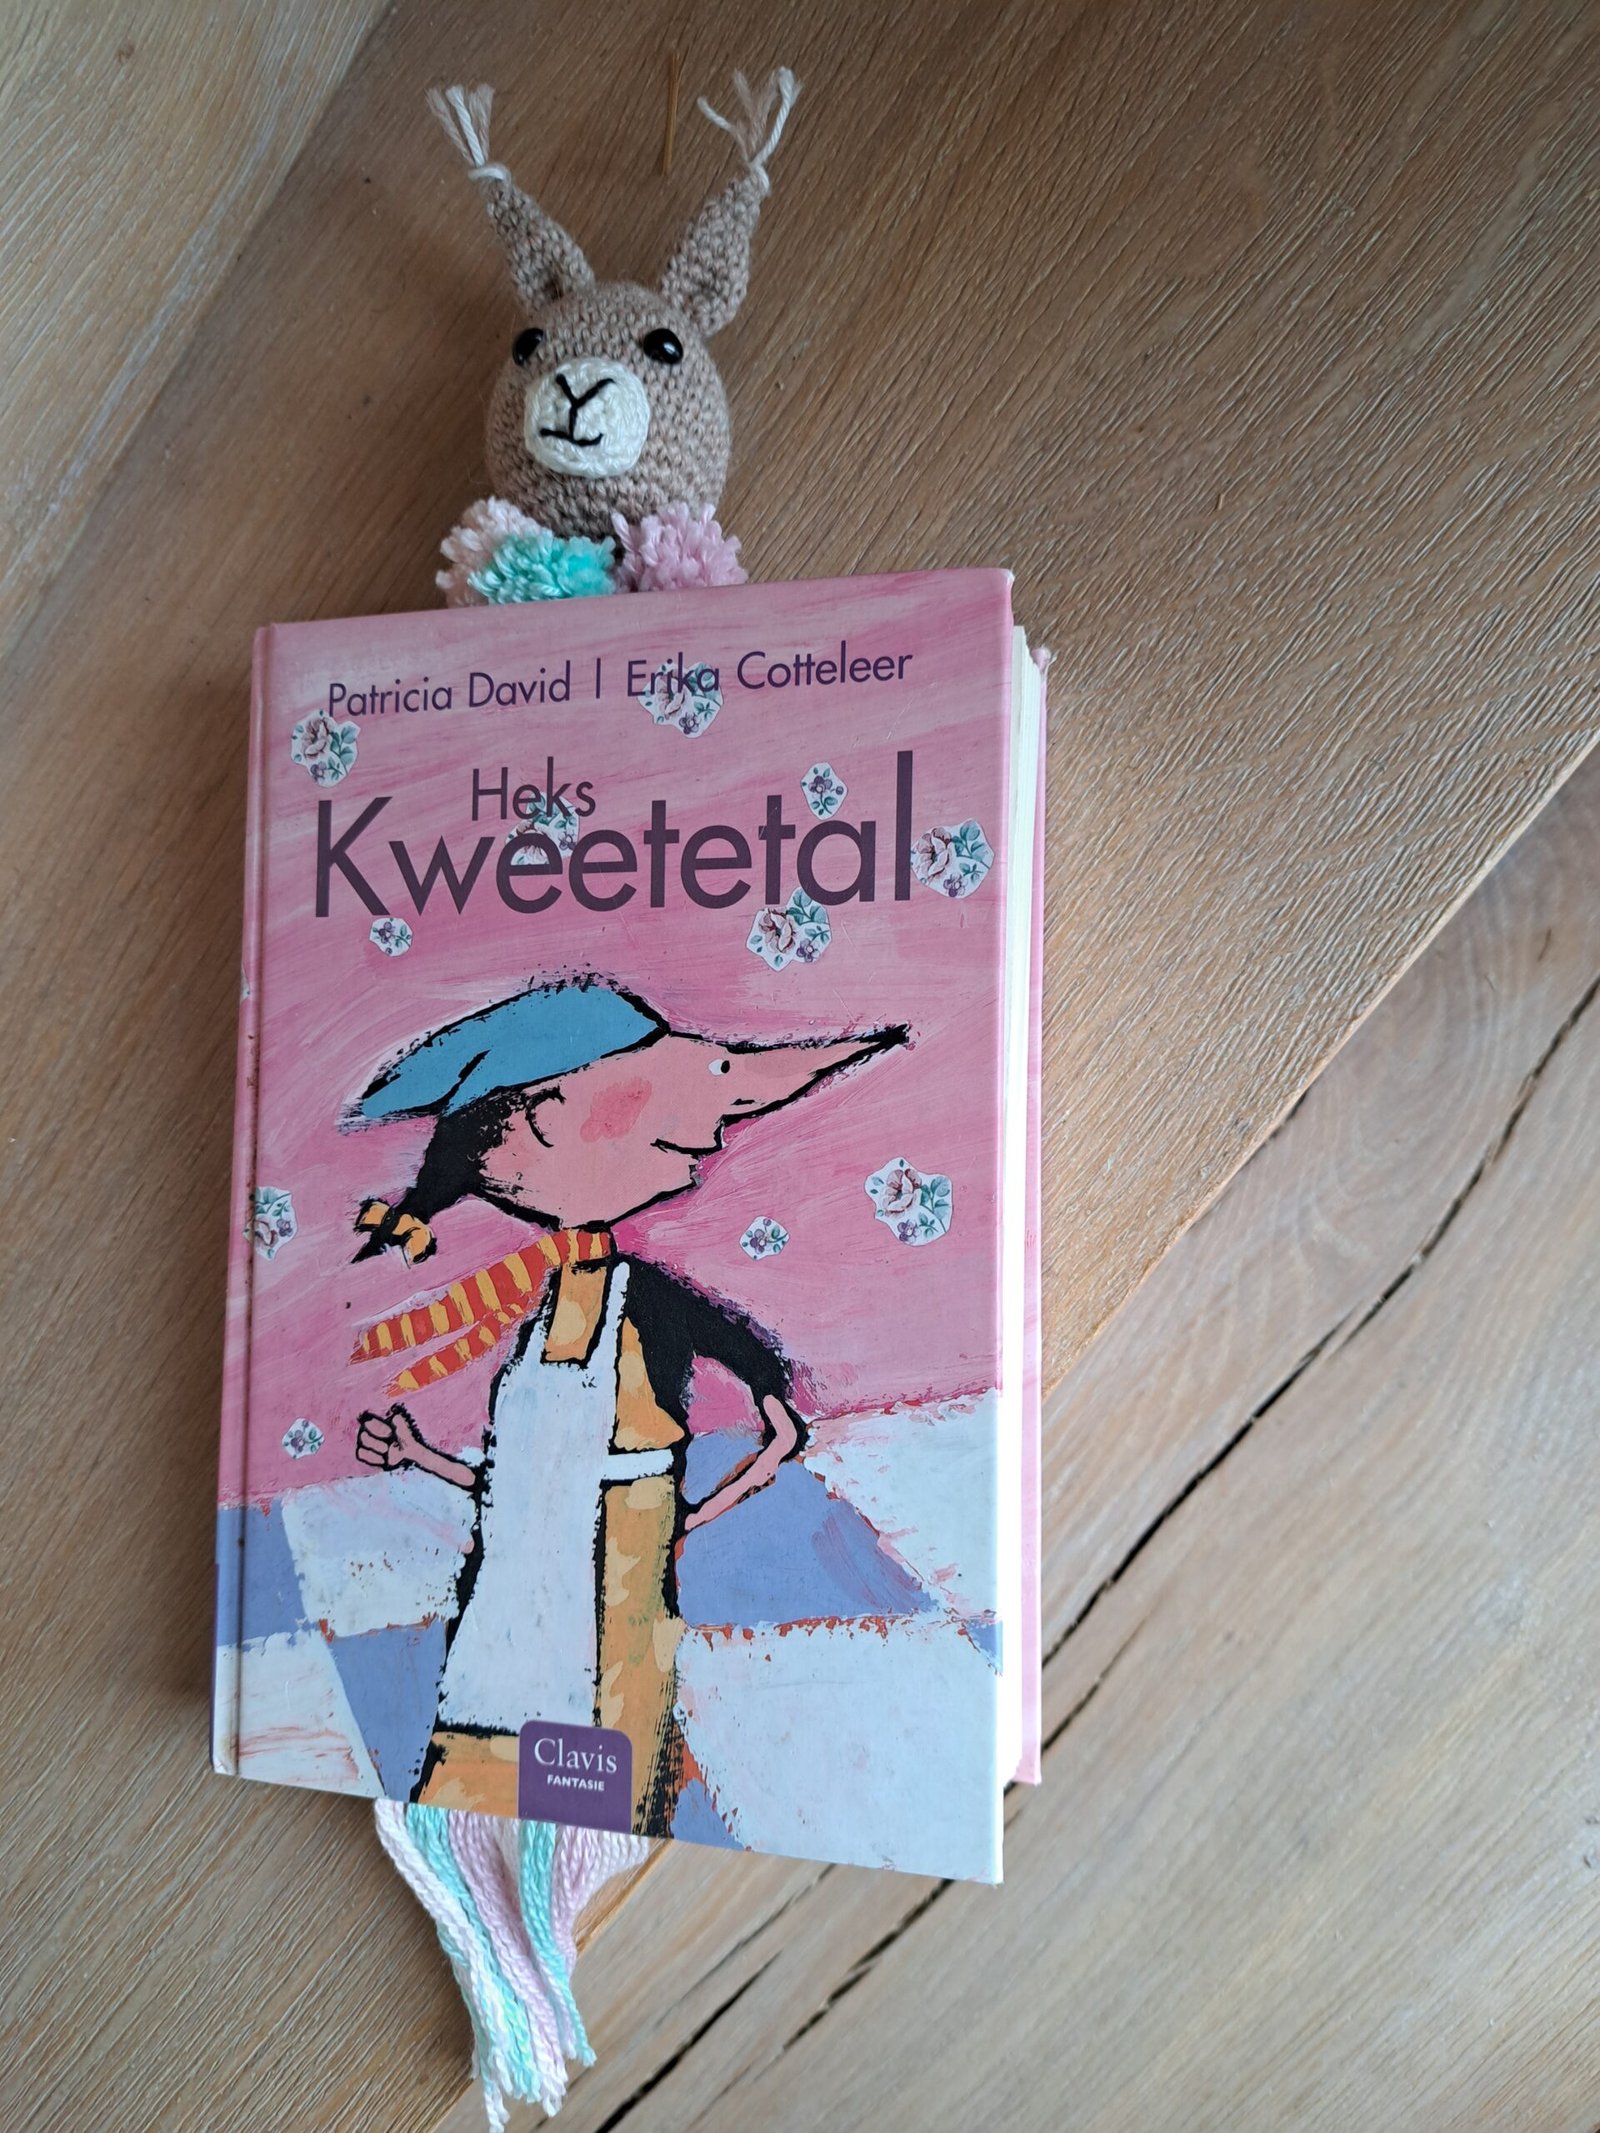 Patricia David | Erika Cotteleer
Heks
Kweetetal
Clavis
FANTASIE